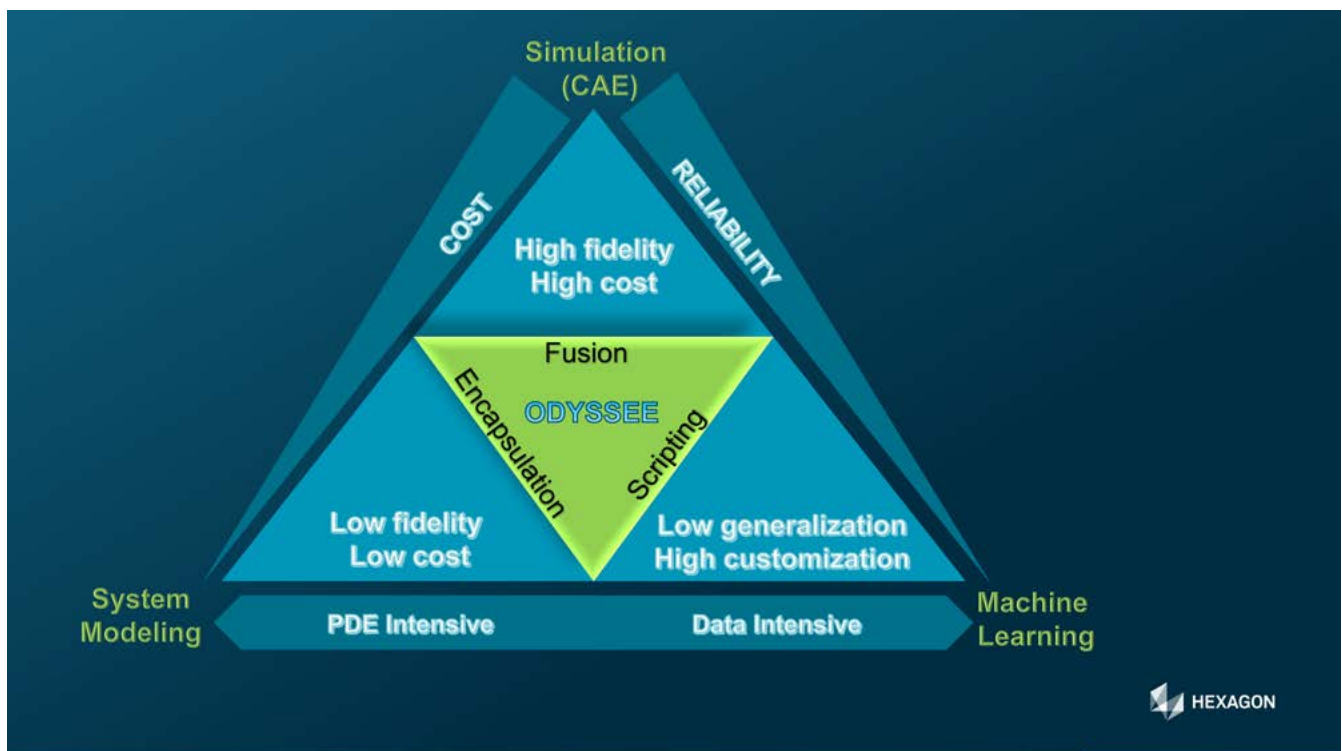 Simulation
(CAE)
COST
RELIABILITY
High fidelity
High cost
Fusion
ODYSSEE
Encapsulation
Scripting
Low fidelity
Low cost
Low generalization
High customization
System
Modeling
PDE Intensive
Data Intensive
Machine
Learning
HEXAGON